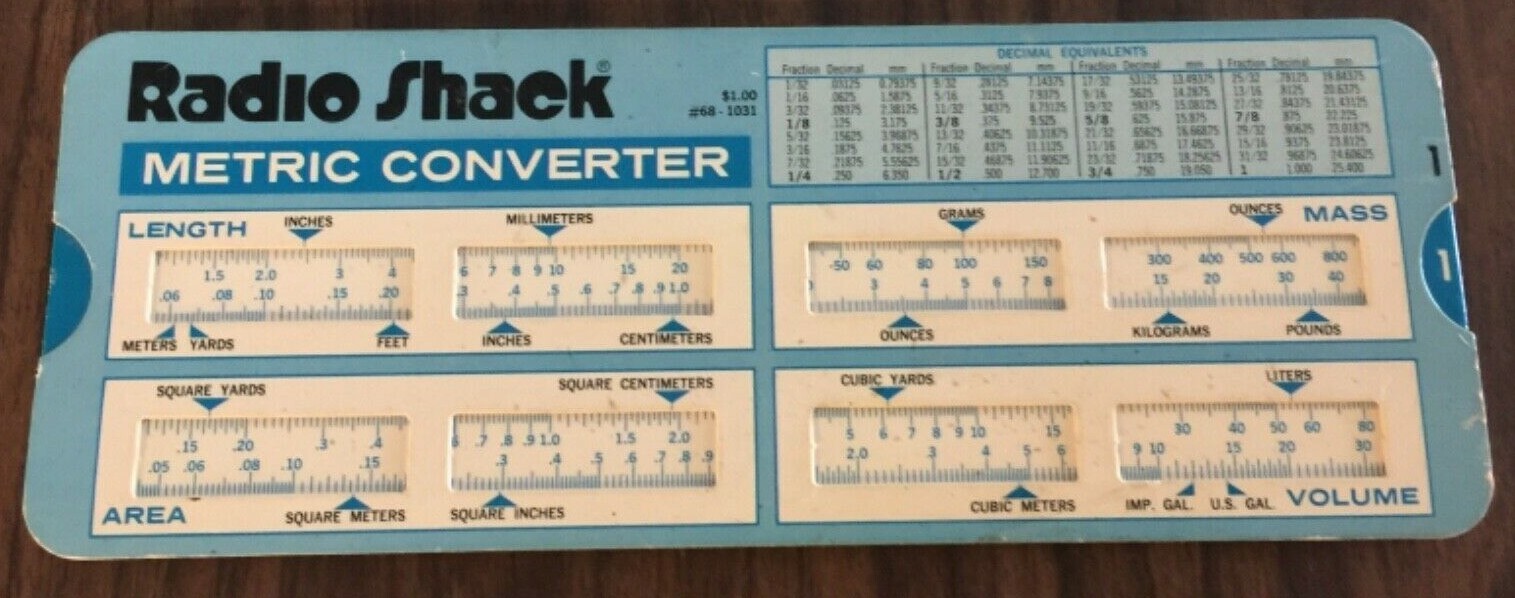 Radio Shack®
$1.00
#68-1031
METRIC CONVERTER
DECIMAL EQUIVALENTS
Fraction Decimal mm Fraction Decimal mm Fraction Decimal mm Fraction Decimal mm
1/32 .03125 0.79375 9/32 .28125 7.14375 17/32 .53125 13.49375 25/32 .78125 19.84375
1/16 .0625 1.5875 5/16 .3125 7.9375 9/16 .5625 14.2875 13/16 .8125 20.6375
3/32 .09375 2.38125 11/32 .34375 8.73125 19/32 .59375 15.08125 27/32 .84375 21.43125
1/8 .125 3.175 3/8 .375 9.525 5/8 .625 15.875 7/8 .875 22.225
5/32 .15625 3.96875 13/32 .40625 10.31875 21/32 .65625 16.66875 29/32 .90625 23.01875
3/16 .1875 4.7625 7/16 .4375 11.1125 11/16 .6875 17.4625 15/16 .9375 23.8125
7/32 .21875 5.55625 15/32 .46875 11.90625 23/32 .71875 18.25625 31/32 .96875 24.60625
1/4 .250 6.350 1/2 .500 12.700 3/4 .750 19.050 1 1.000 25.400
1
1
LENGTH
INCHES MILLIMETERS
1.5 2.0 3 4
.06 .08 .10 .15 .20
6 7 8 9 10 15 20
.3 .4 .5 .6 .7 .8 .9 1.0
METERS YARDS FEET INCHES CENTIMETERS
GRAMS OUNCES MASS
50 60 80 100 150
3 4 5 6 7 8
300 400 500 600 800
15 20 30 40
OUNCES KILOGRAMS POUNDS
SQUARE YARDS SQUARE CENTIMETERS
.15 .20 .3 .4
.05 .06 .08 .10 .15
.6 .7 .8 .9 1.0 1.5 2.0
.3 .4 .5 .6 .7 .8 .9
AREA SQUARE METERS SQUARE INCHES
CUBIC YARDS LITERS
5 6 7 8 9 10 15
2.0 3 4 5 6
30 40 50 60 80
9 10 15 20 30
CUBIC METERS IMP. GAL. U.S. GAL. VOLUME